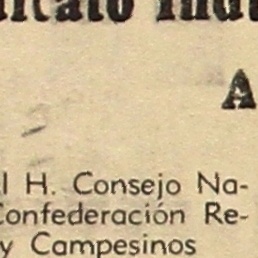 A
l H. Consejo Na-
Confederación Re-
y Campesinos